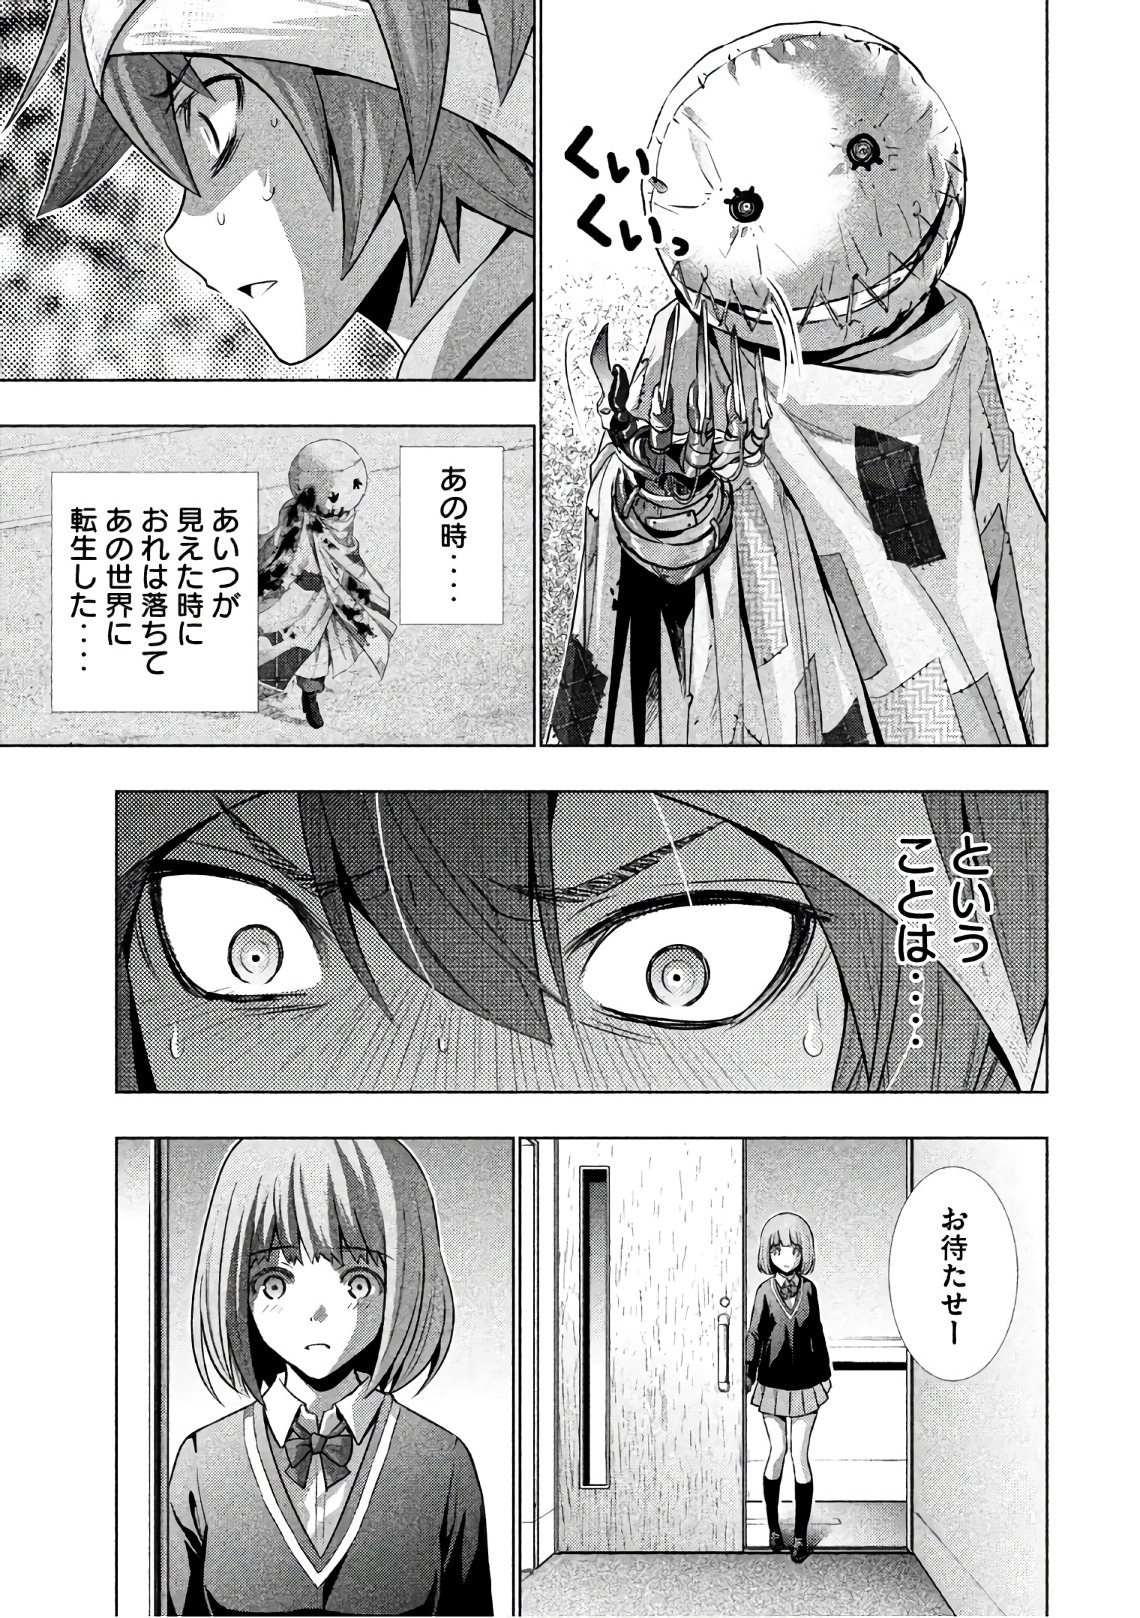 くい
くいっ
あの時‥‥
あいつが
見えた時に
おれは落ちて
あの世界に
転生した‥‥
という
ことは‥‥
お待たせー